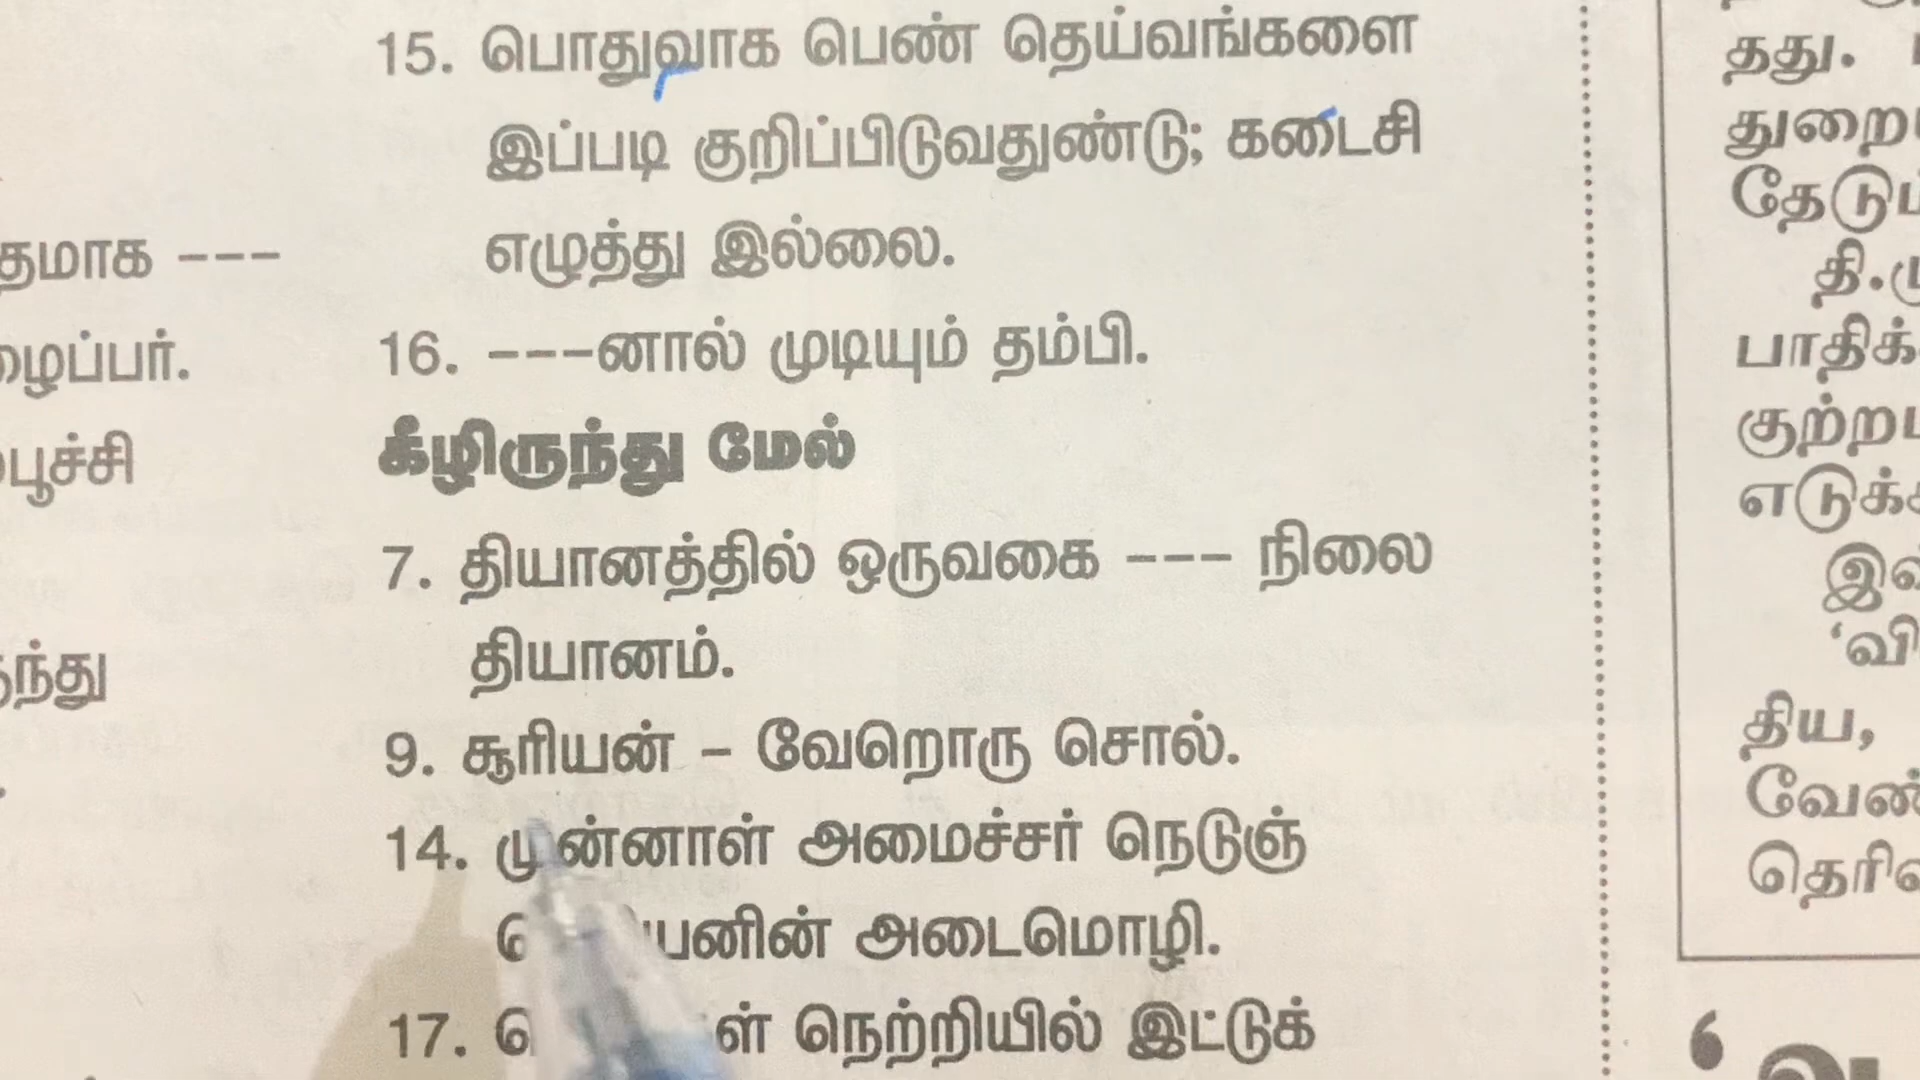 தமாக ---
ழைப்பர்.
பூச்சி
ந்து
15. பொதுவாக பெண் தெய்வங்களை
இப்படி குறிப்பிடுவதுண்டு; கடைசி
எழுத்து இல்லை.
16. ---னால் முடியும் தம்பி.
கீழிருந்து மேல்
7. தியானத்தில் ஒருவகை --- நிலை
தியானம்.
9. சூரியன் – வேறொரு சொல்.
14. முன்னாள் அமைச்சர் நெடுஞ்
அடைமொழி.
17. நெற்றியில் இட்டுக்
தது.
துறை
தேடும்
தி.மு
பாதிக்
குற்ற
எடுக்க
இ
‘வி
திய,
வேண்
தெரி